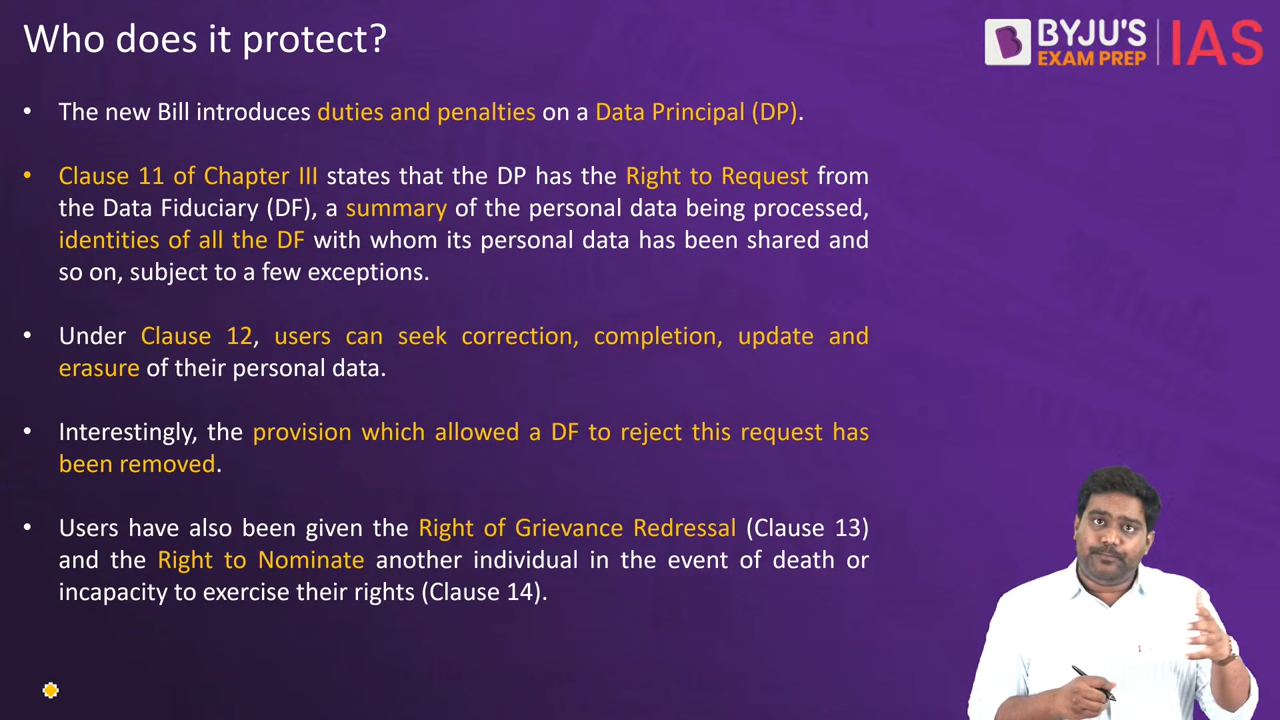 Who does it protect?
BYJU'S
EXAM PREP
IAS
• The new Bill introduces duties and penalties on a Data Principal (DP).
• Clause 11 of Chapter III states that the DP has the Right to Request from
the Data Fiduciary (DF), a summary of the personal data being processed,
identities of all the DF with whom its personal data has been shared and
so on, subject to a few exceptions.
• Under Clause 12, users can seek correction, completion, update and
erasure of their personal data.
• Interestingly, the provision which allowed a DF to reject this request has
been removed.
• Users have also been given the Right of Grievance Redressal (Clause 13)
and the Right to Nominate another individual in the event of death or
incapacity to exercise their rights (Clause 14).